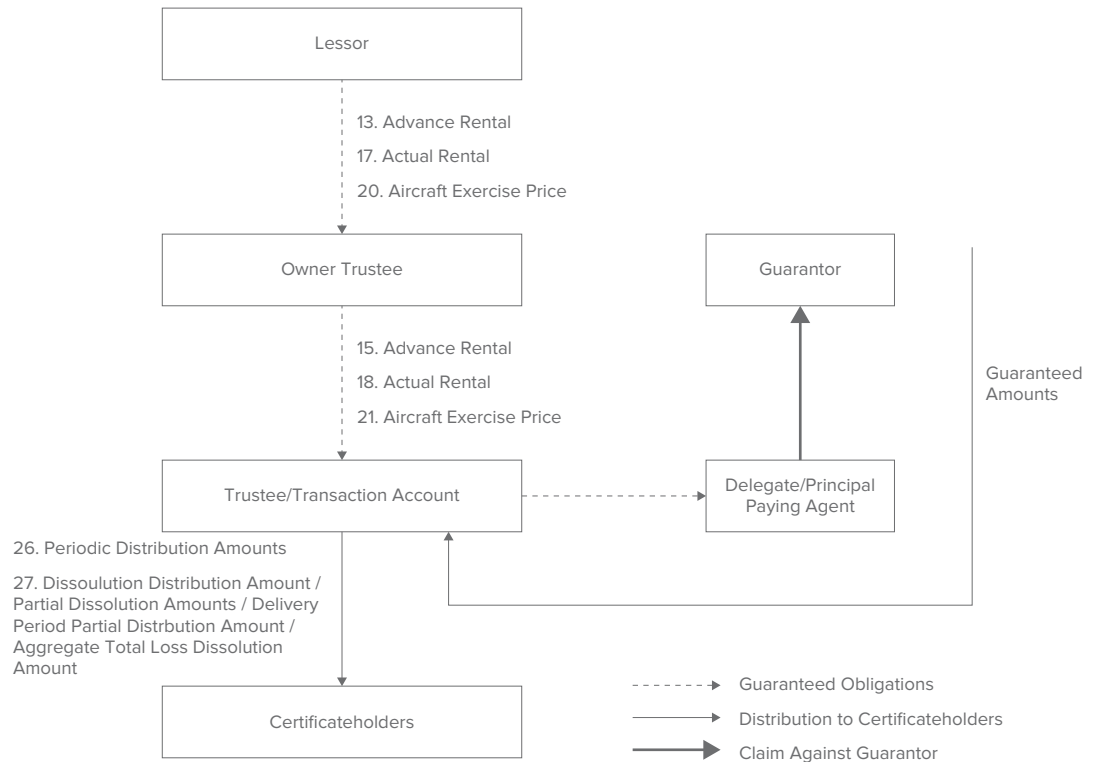 Lessor
13. Advance Rental
17. Actual Rental
20. Aircraft Exercise Price
Owner Trustee
Guarantor
15. Advance Rental
18. Actual Rental
21. Aircraft Exercise Price
Guaranteed
Amounts
Trustee/Transaction Account
Delegate/Principal
Paying Agent
26. Periodic Distribution Amounts
27. Dissoulution Distribution Amount /
Partial Dissolution Amounts / Delivery
Period Partial Distrbution Amount /
Aggregate Total Loss Dissolution
Amount
Certificateholders
Guaranteed Obligations
Distribution to Certificateholders
Claim Against Guarantor